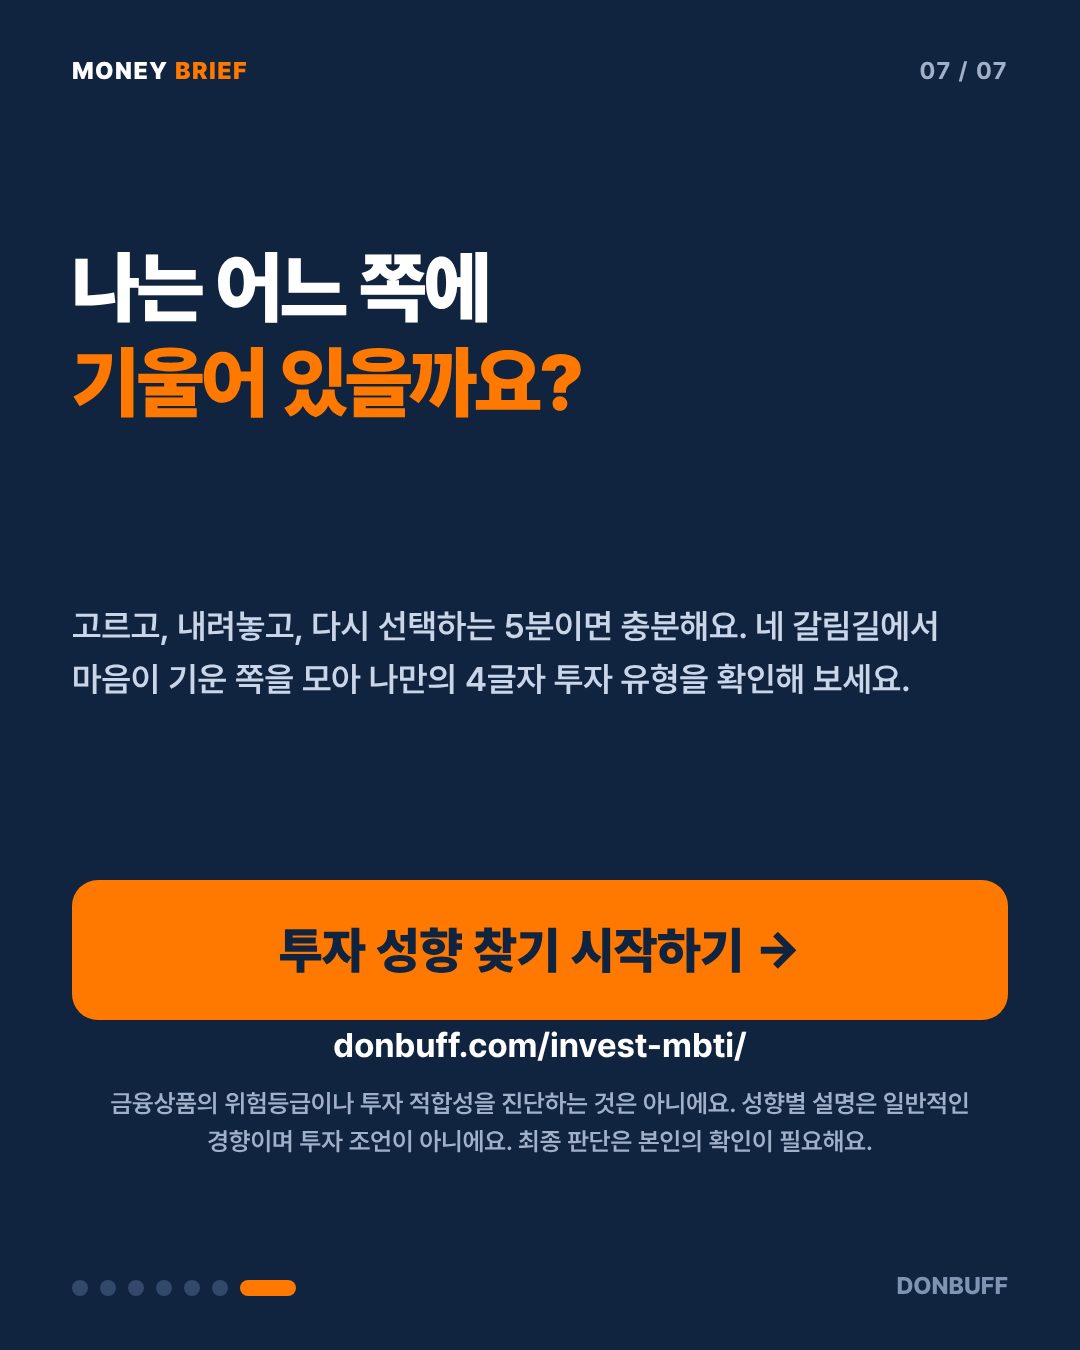 MONEY BRIEF
07 / 07
나는 어느 쪽에
기울어 있을까요?
고르고, 내려놓고, 다시 선택하는 5분이면 충분해요. 네 갈림길에서
마음이 기운 쪽을 모아 나만의 4글자 투자 유형을 확인해 보세요.
투자 성향 찾기 시작하기 →
donbuff.com/invest-mbti/
금융상품의 위험등급이나 투자 적합성을 진단하는 것은 아니에요. 성향별 설명은 일반적인
경향이며 투자 조언이 아니에요. 최종 판단은 본인의 확인이 필요해요.
DONBUFF